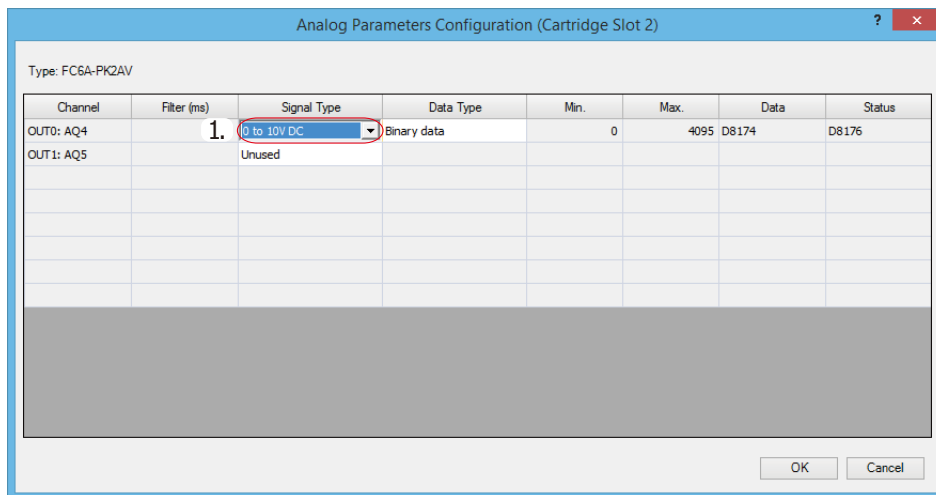 Analog Parameters Configuration (Cartridge Slot 2)
? ×
Type: FC6A-PK2AV
Channel Filter (ms) Signal Type Data Type Min. Max. Data Status
OUT0: AQ4 1. 0 to 10V DC Binary data 0 4095 D8174 D8176
OUT1: AQ5 Unused
OK Cancel